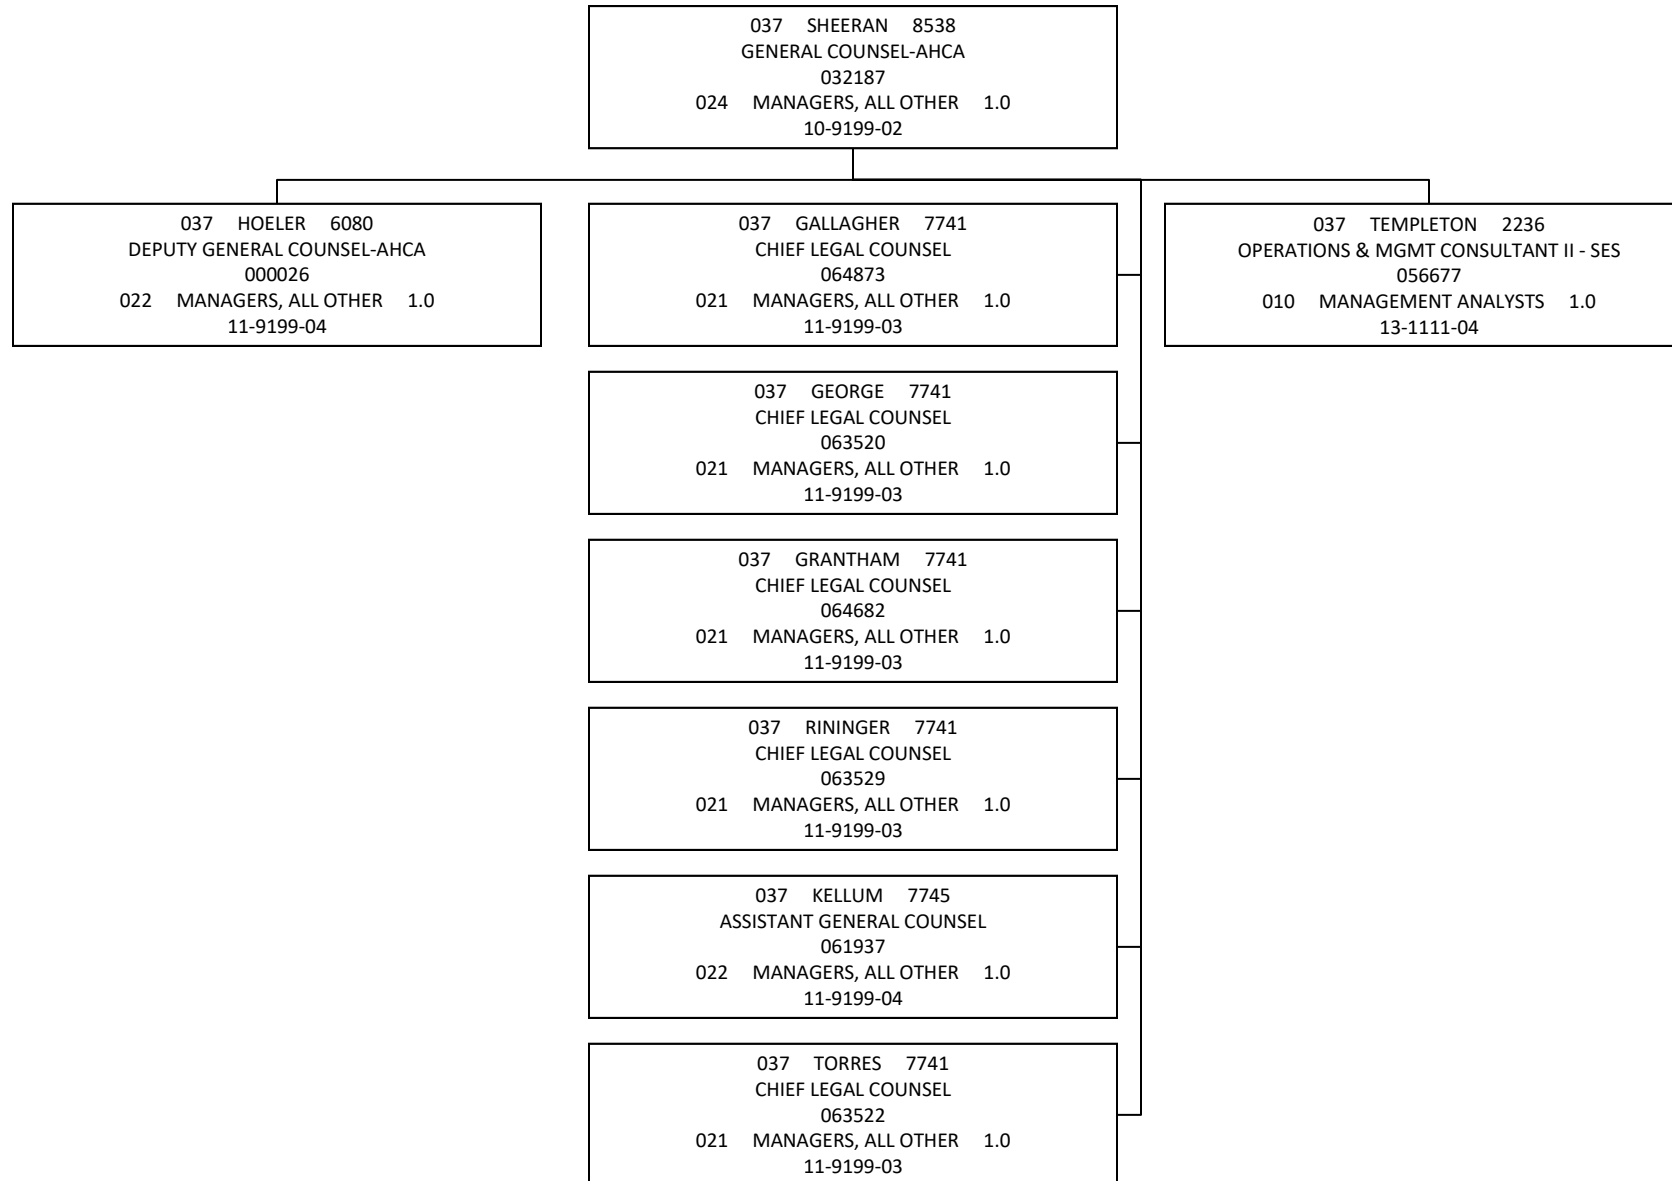 037 SHEERAN 8538
GENERAL COUNSEL-AHCA
032187
024 MANAGERS, ALL OTHER 1.0
10-9199-02
037 HOELER 6080
DEPUTY GENERAL COUNSEL-AHCA
000026
022 MANAGERS, ALL OTHER 1.0
11-9199-04
037 GALLAGHER 7741
CHIEF LEGAL COUNSEL
064873
021 MANAGERS, ALL OTHER 1.0
11-9199-03
037 TEMPLETON 2236
OPERATIONS & MGMT CONSULTANT II - SES
056677
010 MANAGEMENT ANALYSTS 1.0
13-1111-04
037 GEORGE 7741
CHIEF LEGAL COUNSEL
063520
021 MANAGERS, ALL OTHER 1.0
11-9199-03
037 GRANTHAM 7741
CHIEF LEGAL COUNSEL
064682
021 MANAGERS, ALL OTHER 1.0
11-9199-03
037 RININGER 7741
CHIEF LEGAL COUNSEL
063529
021 MANAGERS, ALL OTHER 1.0
11-9199-03
037 KELLUM 7745
ASSISTANT GENERAL COUNSEL
061937
022 MANAGERS, ALL OTHER 1.0
11-9199-04
037 TORRES 7741
CHIEF LEGAL COUNSEL
063522
021 MANAGERS, ALL OTHER 1.0
11-9199-03